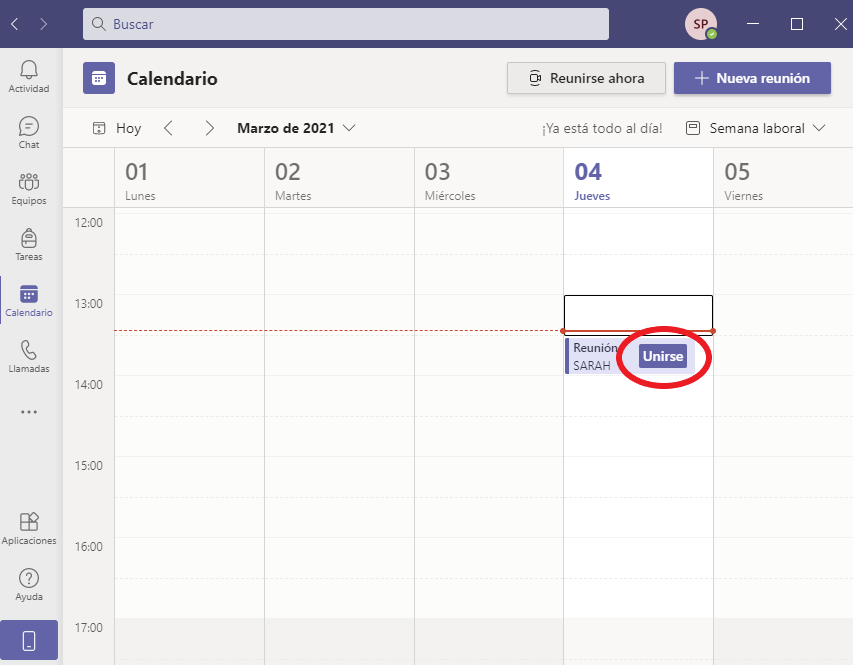 Buscar
SP
Actividad
Chat
Equipos
Tareas
Calendario
Llamadas
Aplicaciones
Ayuda
Calendario
Reunirse ahora
Nueva reunión
Hoy
Marzo de 2021
¡Ya está todo al día!
Semana laboral
01
Lunes
02
Martes
03
Miércoles
04
Jueves
05
Viernes
12:00
13:00
Reunión
SARAH
Unirse
14:00
15:00
16:00
17:00